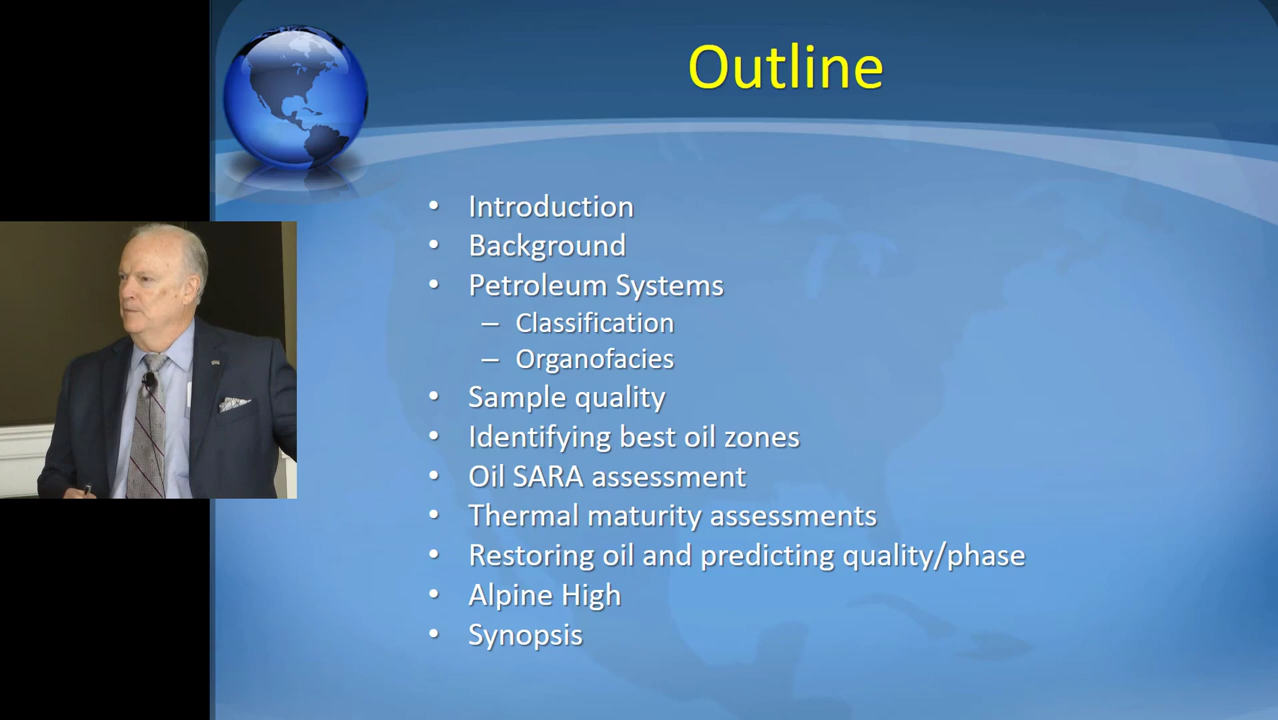 Outline
• Introduction
• Background
• Petroleum Systems
– Classification
– Organofacies
• Sample quality
• Identifying best oil zones
• Oil SARA assessment
• Thermal maturity assessments
• Restoring oil and predicting quality/phase
• Alpine High
• Synopsis